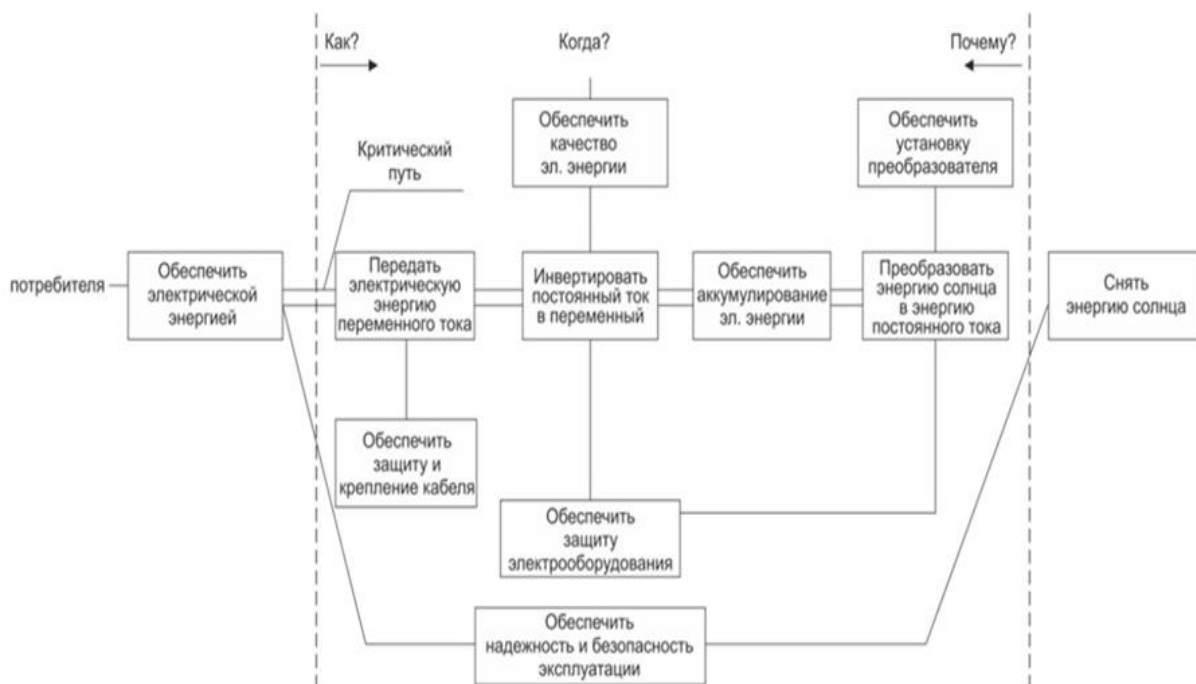 Как?
Когда?
Почему?
Обеспечить
качество
эл. энергии
Обеспечить
установку
преобразователя
Критический
путь
потребителя
Обеспечить
электрической
энергией
Передать
электрическую
энергию
переменного тока
Инвертировать
постоянный ток
в переменный
Обеспечить
аккумулирование
эл. энергии
Преобразовать
энергию солнца
в энергию
постоянного тока
Снять
энергию солнца
Обеспечить
защиту и
крепление кабеля
Обеспечить
защиту
электрооборудования
Обеспечить
надежность и безопасность
эксплуатации